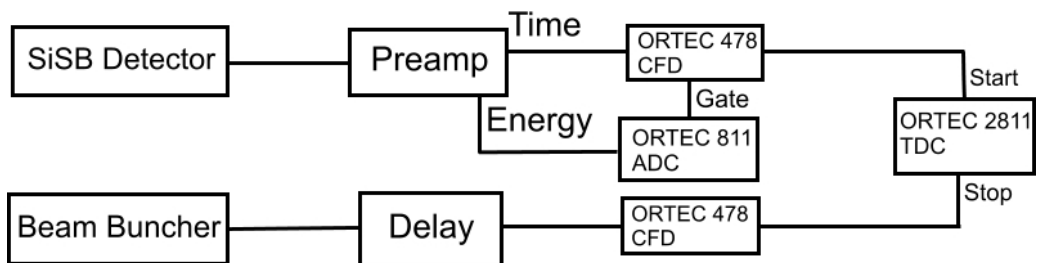 SiSB Detector
Preamp
Time
ORTEC 478
CFD
Start
Gate
Energy
ORTEC 811
ADC
ORTEC 2811
TDC
Stop
Beam Buncher
Delay
ORTEC 478
CFD